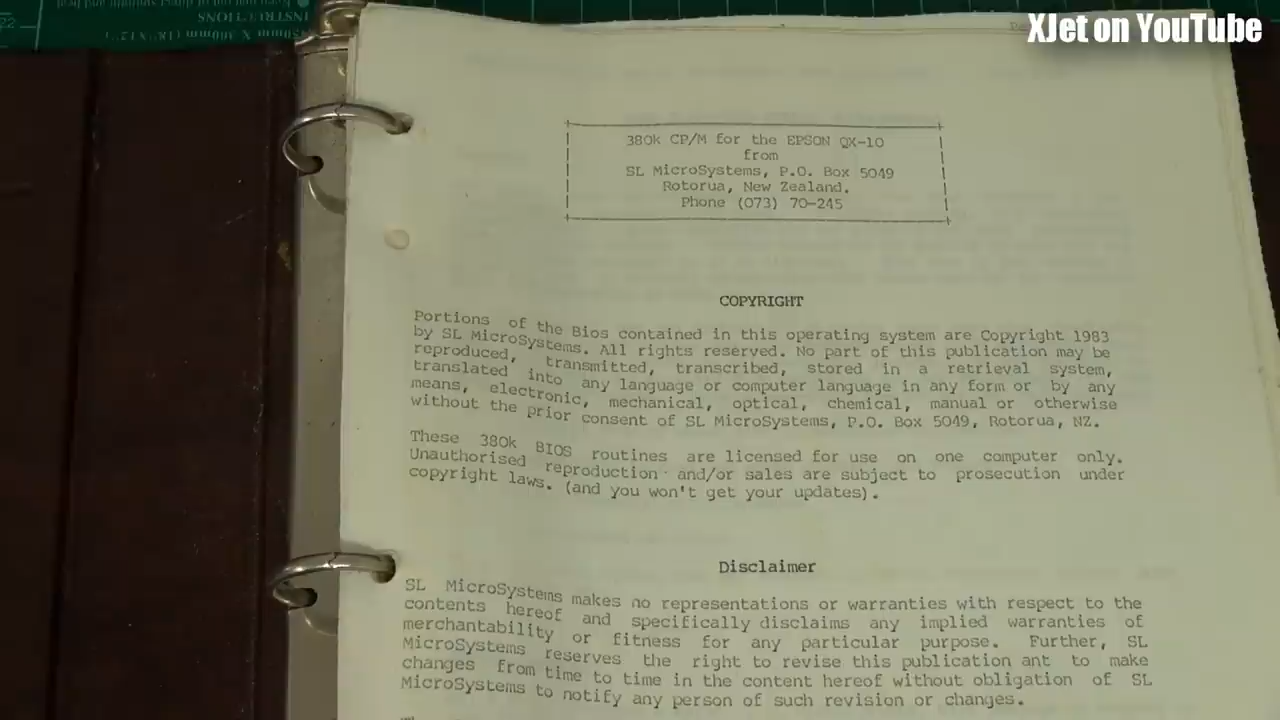 INSTRUCTIONS
XJet on YouTube
380k CP/M for the EPSON QX-10
from
SL MicroSystems, P.O. Box 5049
Rotorua, New Zealand.
Phone (073) 70-245
COPYRIGHT
Portions of the Bios contained in this operating system are Copyright 1983
by SL MicroSystems. All rights reserved. No part of this publication may be
reproduced, transmitted, transcribed, stored in a retrieval system,
translated into any language or computer language in any form or by any
means, electronic, mechanical, optical, chemical, manual or otherwise
without the prior consent of SL MicroSystems, P.O. Box 5049, Rotorua, NZ.
These 380k BIOS routines are licensed for use on one computer only.
Unauthorised reproduction and/or sales are subject to prosecution under
copyright laws. (and you won't get your updates).
Disclaimer
SL MicroSystems makes no representations or warranties with respect to the
contents hereof and specifically disclaims any implied warranties of
merchantability or fitness for any particular purpose. Further, SL
MicroSystems reserves the right to revise this publication ant to make
changes from time to time in the content hereof without obligation of SL
MicroSystems to notify any person of such revision or changes.